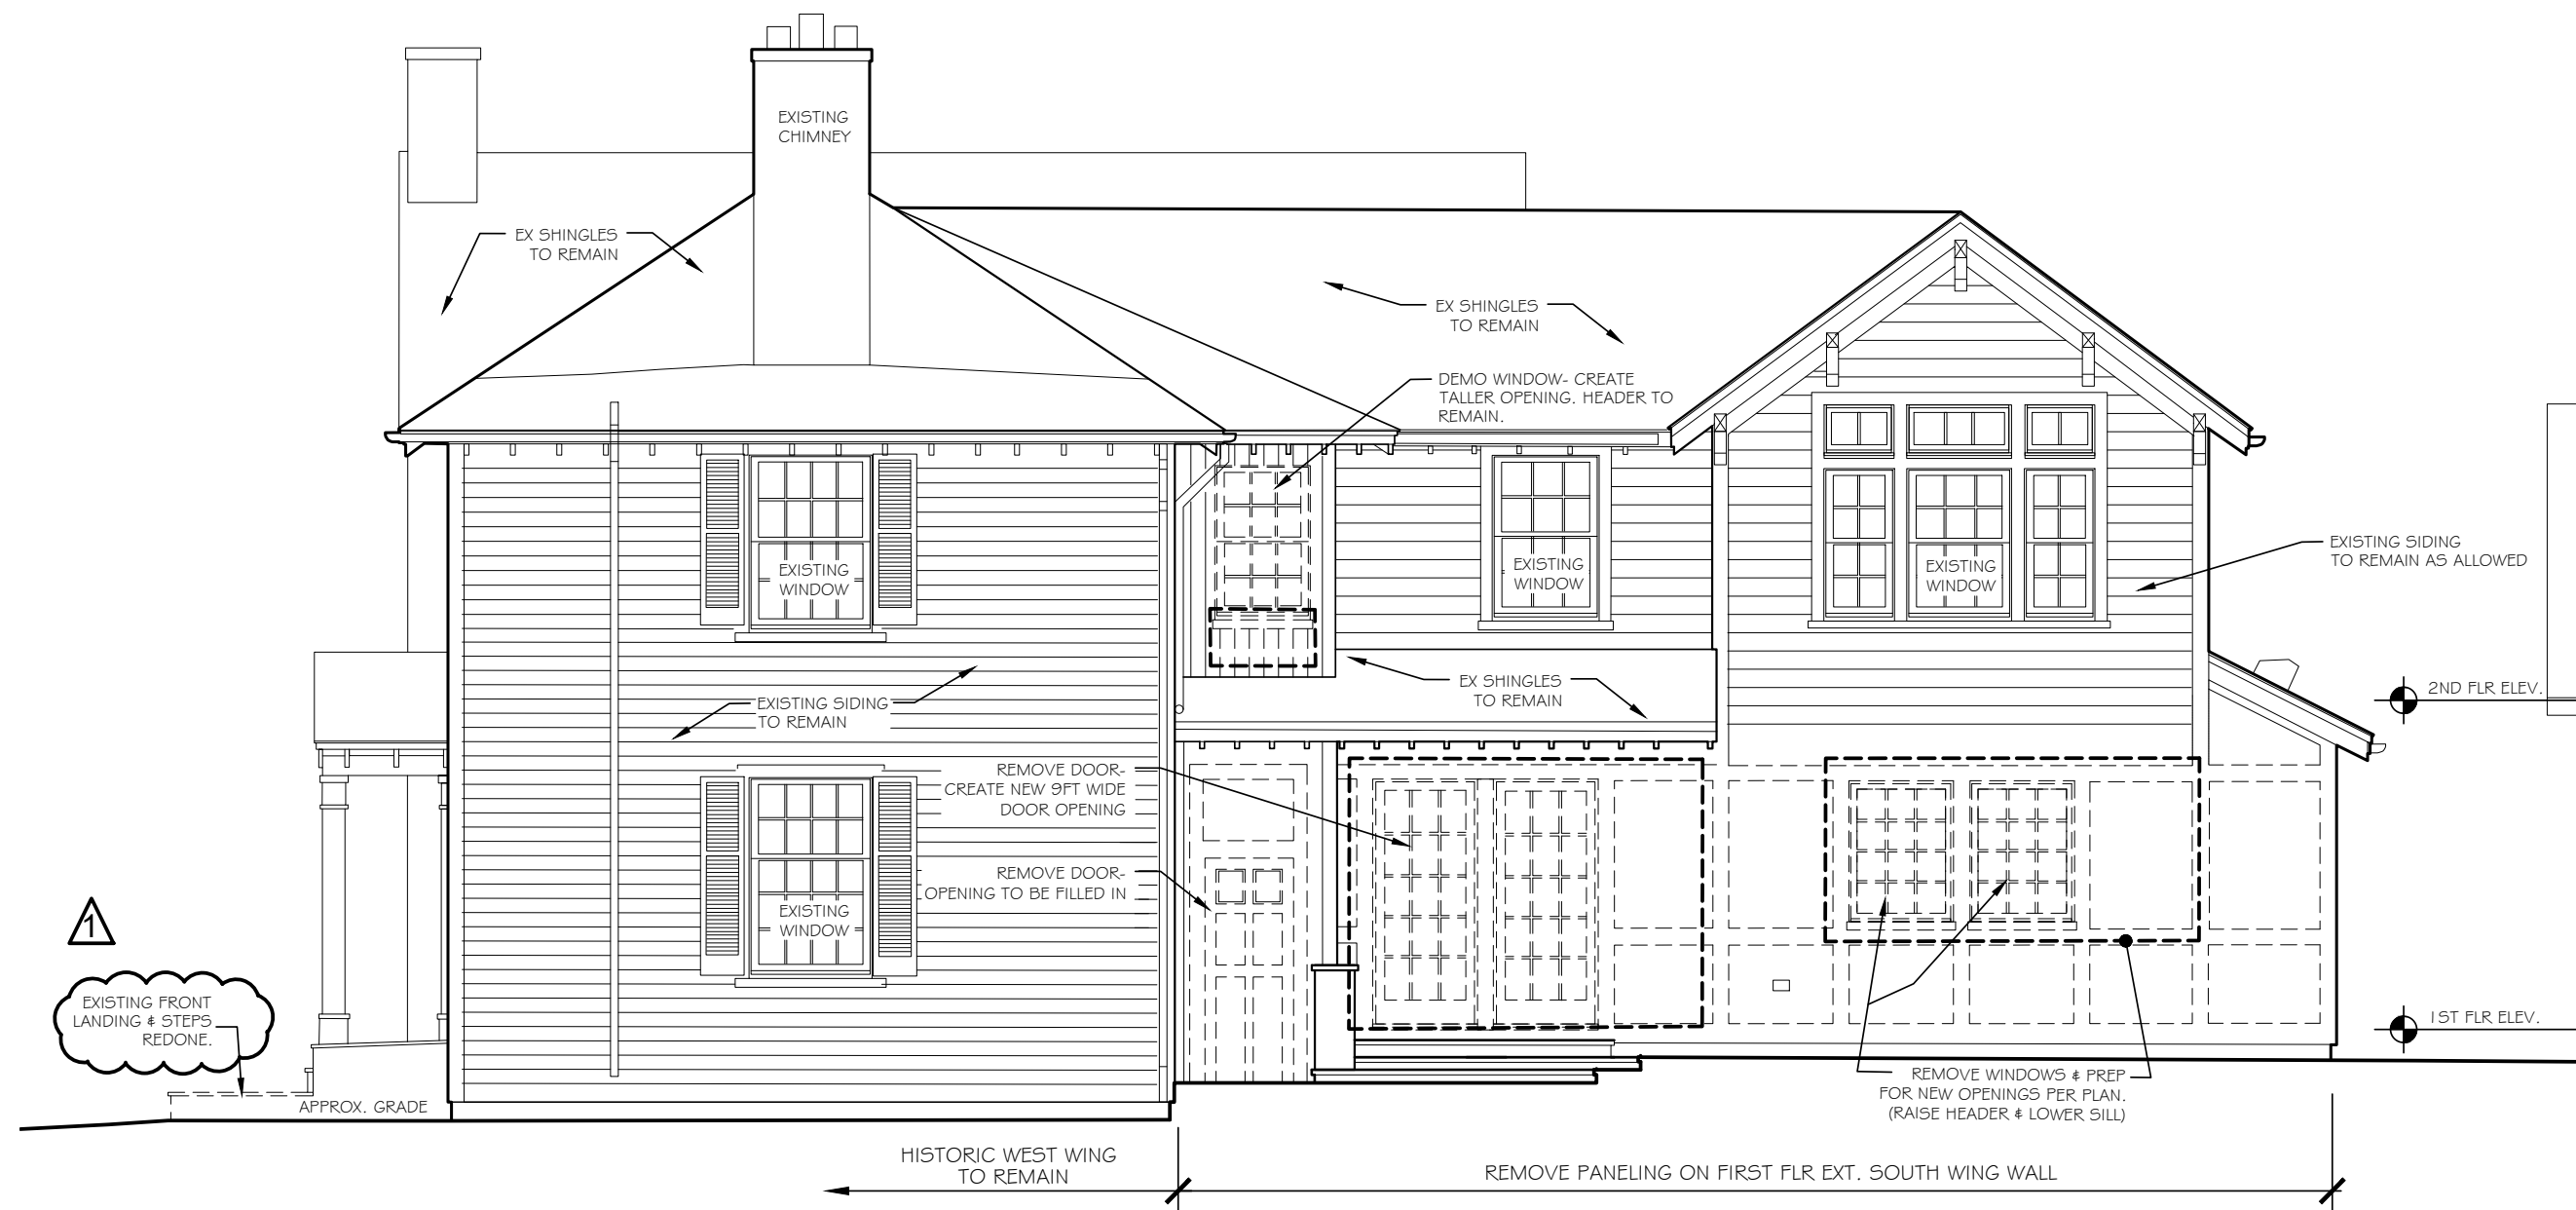 EXISTING
CHIMNEY
EX SHINGLES
TO REMAIN
EX SHINGLES
TO REMAIN
DEMO WINDOW- CREATE
TALLER OPENING. HEADER TO
REMAIN.
EXISTING
WINDOW
EXISTING
WINDOW
EXISTING
WINDOW
EXISTING SIDING
TO REMAIN AS ALLOWED
EX SHINGLES
TO REMAIN
2ND FLR ELEV.
EXISTING SIDING
TO REMAIN
REMOVE DOOR-
CREATE NEW 9FT WIDE
DOOR OPENING
REMOVE DOOR-
OPENING TO BE FILLED IN
EXISTING
WINDOW
1
EXISTING FRONT
LANDING & STEPS
REDONE.
1ST FLR ELEV.
REMOVE WINDOWS & PREP
FOR NEW OPENINGS PER PLAN.
(RAISE HEADER & LOWER SILL)
APPROX. GRADE
HISTORIC WEST WING
TO REMAIN
REMOVE PANELING ON FIRST FLR EXT. SOUTH WING WALL